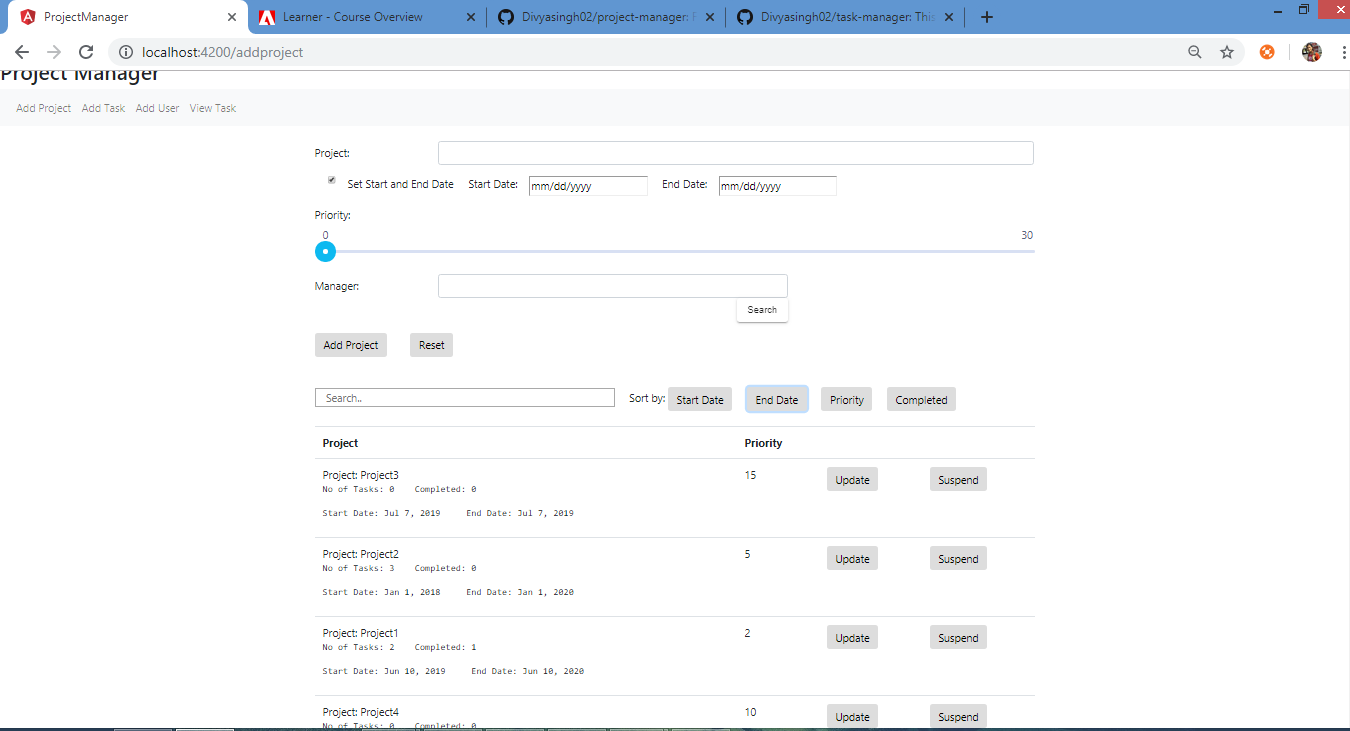 ProjectManager
Learner - Course Overview
Divyasingh02/project-manager:
Divyasingh02/task-manager: This
localhost:4200/addproject
Project Manager
Add Project Add Task Add User View Task
Project:
Set Start and End Date Start Date: mm/dd/yyyy End Date: mm/dd/yyyy
Priority:
0 30
Manager:
Search
Add Project Reset
Search.. Sort by: Start Date End Date Priority Completed
Project Priority
Project: Project3 15 Update Suspend
No of Tasks: 0 Completed: 0
Start Date: Jul 7, 2019 End Date: Jul 7, 2019
Project: Project2 5 Update Suspend
No of Tasks: 3 Completed: 0
Start Date: Jan 1, 2018 End Date: Jan 1, 2020
Project: Project1 2 Update Suspend
No of Tasks: 2 Completed: 1
Start Date: Jun 10, 2019 End Date: Jun 10, 2020
Project: Project4 10 Update Suspend
No of Tasks: 0 Completed: 0